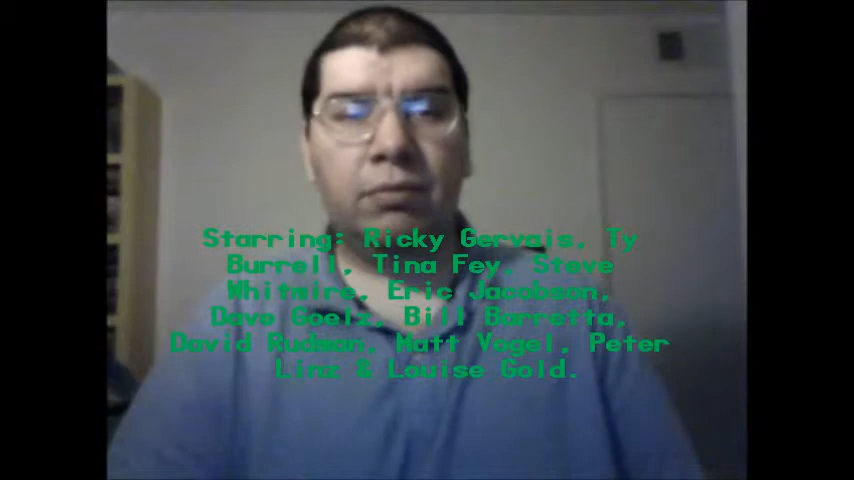 Starring: Ricky Gervais, Ty
Burrell, Tina Fey, Steve
Whitmire, Eric Jacobson,
Dave Goelz, Bill Barretta,
David Rudman, Matt Vogel, Peter
Linz & Louise Gold.